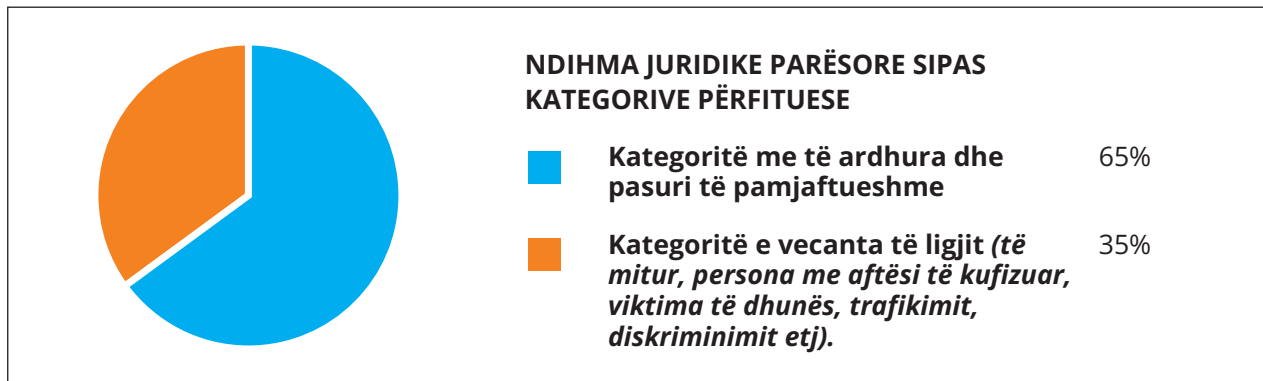 NDIHMA JURIDIKE PARËSORE SIPAS
KATEGORIVE PËRFITUESE
Kategoritë me të ardhura dhe
pasuri të pamjaftueshme
65%
Kategoritë e vecanta të ligjit (të
mitur, persona me aftësi të kufizuar,
viktima të dhunës, trafikimit,
diskriminimit etj).
35%